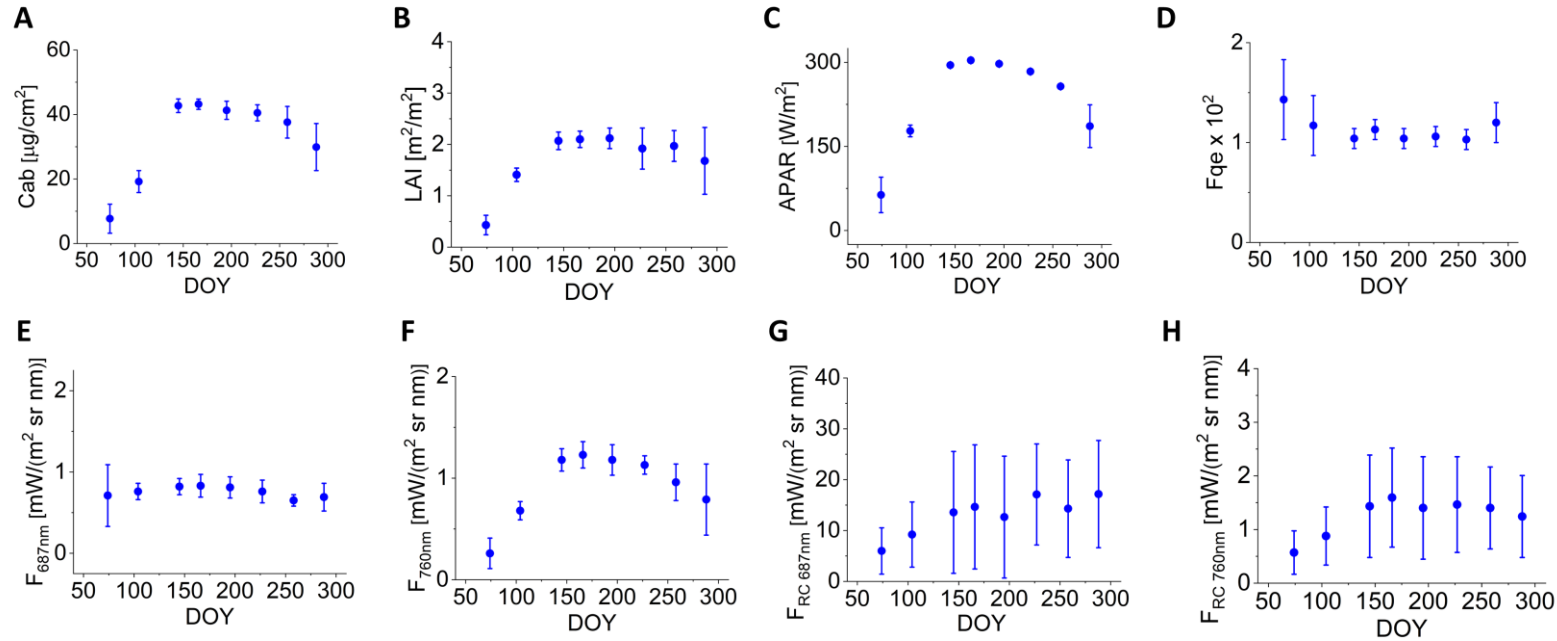 A
Cab [µg/cm²]
60
40
20
0
50 100 150 200 250 300
DOY
B
LAI [m²/m²]
4
3
2
1
0
50 100 150 200 250 300
DOY
C
APAR [W/m²]
300
150
0
50 100 150 200 250 300
DOY
D
Fqe x 10²
2
1
0
50 100 150 200 250 300
DOY
E
F687nm [mW/(m² sr nm)]
2
1
0
50 100 150 200 250 300
DOY
F
F760nm [mW/(m² sr nm)]
2
1
0
50 100 150 200 250 300
DOY
G
FRC 687nm [mW/(m² sr nm)]
40
30
20
10
0
50 100 150 200 250 300
DOY
H
FRC 760nm [mW/(m² sr nm)]
4
3
2
1
0
50 100 150 200 250 300
DOY